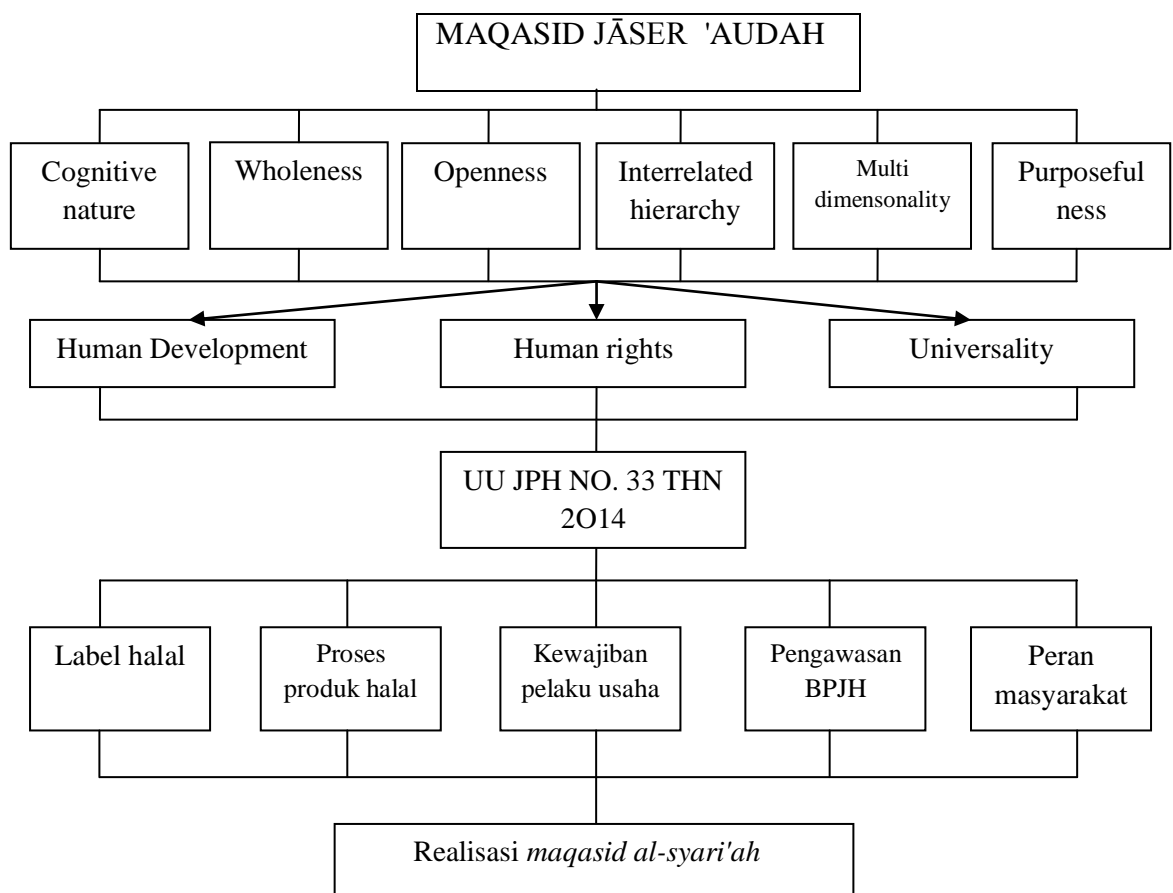 MAQASID JĀSER 'AUDAH
Cognitive
nature
Wholeness
Openness
Interrelated
hierarchy
Multi
dimensonality
Purposeful
ness
Human Development
Human rights
Universality
UU JPH NO. 33 THN
2O14
Label halal
Proses
produk halal
Kewajiban
pelaku usaha
Pengawasan
BPJH
Peran
masyarakat
Realisasi maqasid al-syari'ah